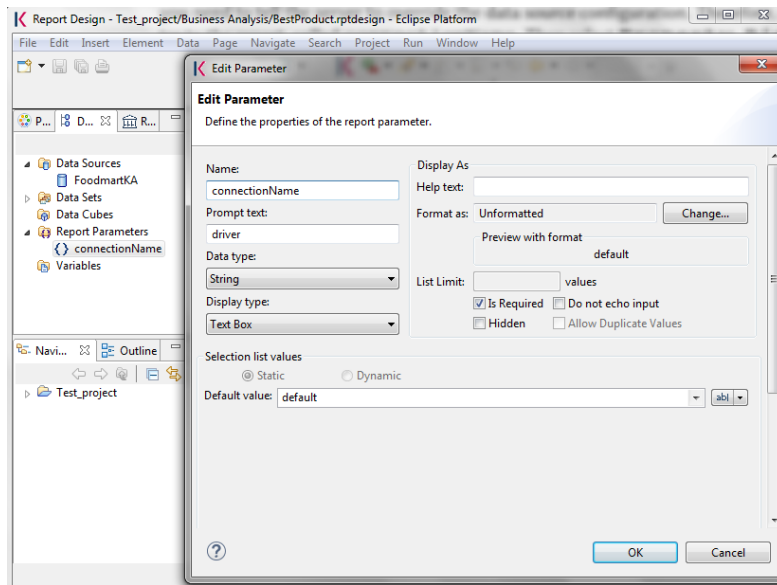 Report Design - Test_project/Business Analysis/BestProduct.rptdesign - Eclipse Platform
File Edit Insert Element Data Page Navigate Search Project Run Window Help
Edit Parameter
Edit Parameter
Define the properties of the report parameter.
P... D... R...
Data Sources
FoodmartKA
Data Sets
Data Cubes
Report Parameters
connectionName
Variables
Navi... Outline
Test_project
Name:
connectionName
Prompt text:
driver
Data type:
String
Display type:
Text Box
Display As
Help text:
Format as: Unformatted Change...
Preview with format
default
List Limit: values
Is Required Do not echo input
Hidden Allow Duplicate Values
Selection list values
Static Dynamic
Default value: default abl
OK Cancel